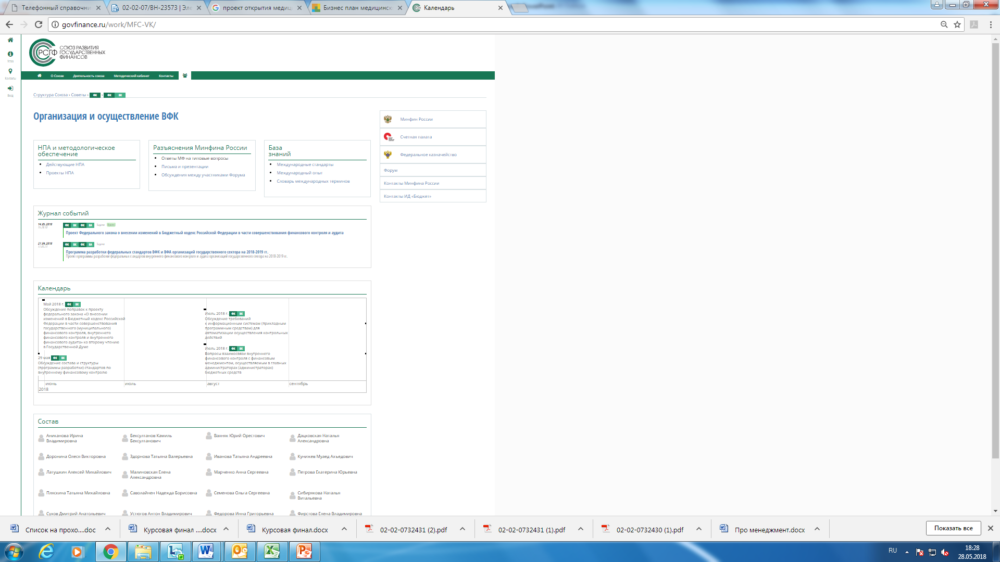 Телефонный справочни
02-02-07/ВН-23573 | Эле
проект открытия медиц
Бизнес план медицинск
Календарь
govfinance.ru/work/MFC-VK/
Устав
Контакты
Вход
РСГФ
СОЮЗ РАЗВИТИЯ
ГОСУДАРСТВЕННЫХ
ФИНАНСОВ
О Союзе Деятельность союза Методический кабинет Контакты
Структура Союза › Советы › ФК › ФК ВК
Организация и осуществление ВФК
НПА и методологическое
обеспечение
Действующие НПА
Проекты НПА
Разъяснения Минфина России
Ответы МФ на типовые вопросы
Письма и презентации
Обсуждения между участниками Форума
База
знаний
Международные стандарты
Международный опыт
Словарь международных терминов
Минфин России
Счетная палата
Федеральное казначейство
Форум
Контакты Минфина России
Контакты ИД «Бюджет»
Журнал событий
14.05.2018
ФК ВК ФК ВА Задача
Проект Федерального закона о внесении изменений в Бюджетный кодекс Российской Федерации в части совершенствования финансового контроля и аудита
27.04.2018
ФК ВК ФК ВА Задача
Программа разработки федеральных стандартов ВФК и ВФА организаций государственного сектора на 2018-2019 гг.
Проект программы разработки федеральных стандартов внутреннего финансового контроля и аудита организаций государственного сектора на 2018-2019 гг.
Календарь
Май 2018 г. ФК ВК
Обсуждение поправок к проекту
федерального закона «О внесении
изменений в Бюджетный кодекс Российской
Федерации в части совершенствования
государственного (муниципального)
финансового контроля, внутреннего
финансового контроля и внутреннего
финансового аудита» ко второму чтению
в Государственной Думе
29 мая ФК ВК
Обсуждение состава и структуры
(программы разработки) стандартов по
внутреннему финансовому контролю
Июль 2018 г. ФК ВК
Обсуждение требований
к информационным системам (прикладным
программным средствам) для
автоматизации осуществления контрольных
действий
Июль 2018 г. ФК ВК
Вопросы взаимосвязи внутреннего
финансового контроля с финансовым
менеджментом, осуществляемым в главных
администраторах (администраторах)
бюджетных средств
июнь июль август сентябрь
2018
Состав
Аниканова Ирина
Владимировна
Бексултанов Камиль
Бексултанович
Вахняк Юрий Орестович
Дацковская Наталья
Александровна
Доронина Олеся Викторовна
Здорнова Татьяна Валерьевна
Иванова Татьяна Андреевна
Кунижев Муаед Ахъедович
Латушкин Алексей Михайлович
Малиновская Елена
Александровна
Марченко Анна Сергеевна
Петрова Екатерина Юрьевна
Пляскина Татьяна Михайловна
Саволайнен Надежда Борисовна
Семенова Ольга Сергеевна
Сибирякова Наталья
Витальевна
Сухов Дмитрий Анатольевич
Устюгов Антон Владимирович
Федорова Инна Григорьевна
Фирстова Елена Владимировна
Список на прохо....doc
Курсовая финал ....docx
Курсовая финал.docx
02-02-0732431 (2).pdf
02-02-0732431 (1).pdf
02-02-0732430 (1).pdf
Про менеджмент.docx
Показать все
RU
18:28
28.05.2018